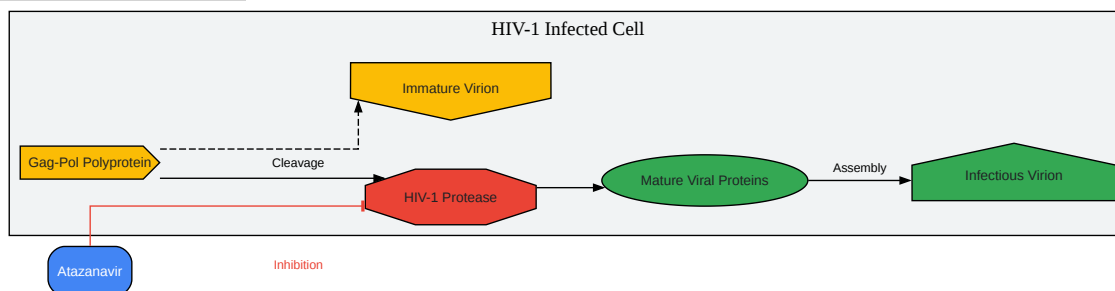 HIV-1 Infected Cell
Immature Virion
Gag-Pol Polyprotein
Cleavage
HIV-1 Protease
Mature Viral Proteins
Assembly
Infectious Virion
Atazanavir
Inhibition